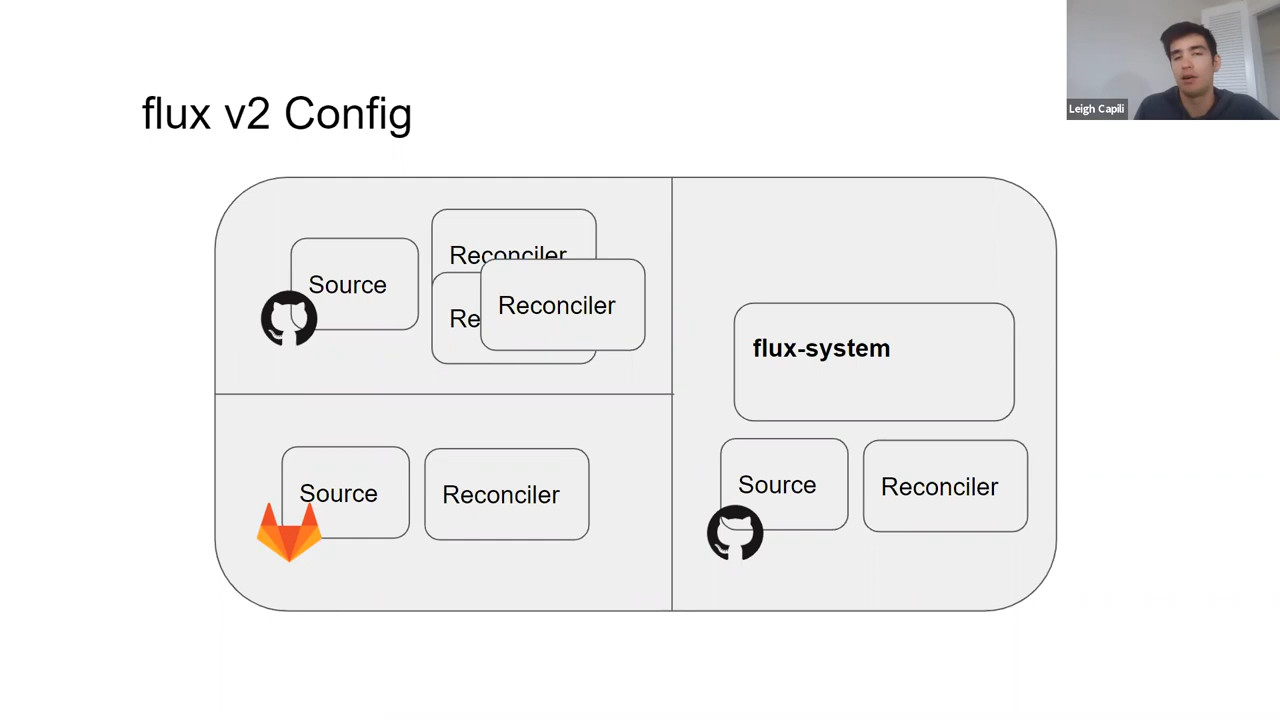 flux v2 Config
Leigh Capili
Source
Reconciler
Re
Reconciler
flux-system
Source
Reconciler
Source
Reconciler